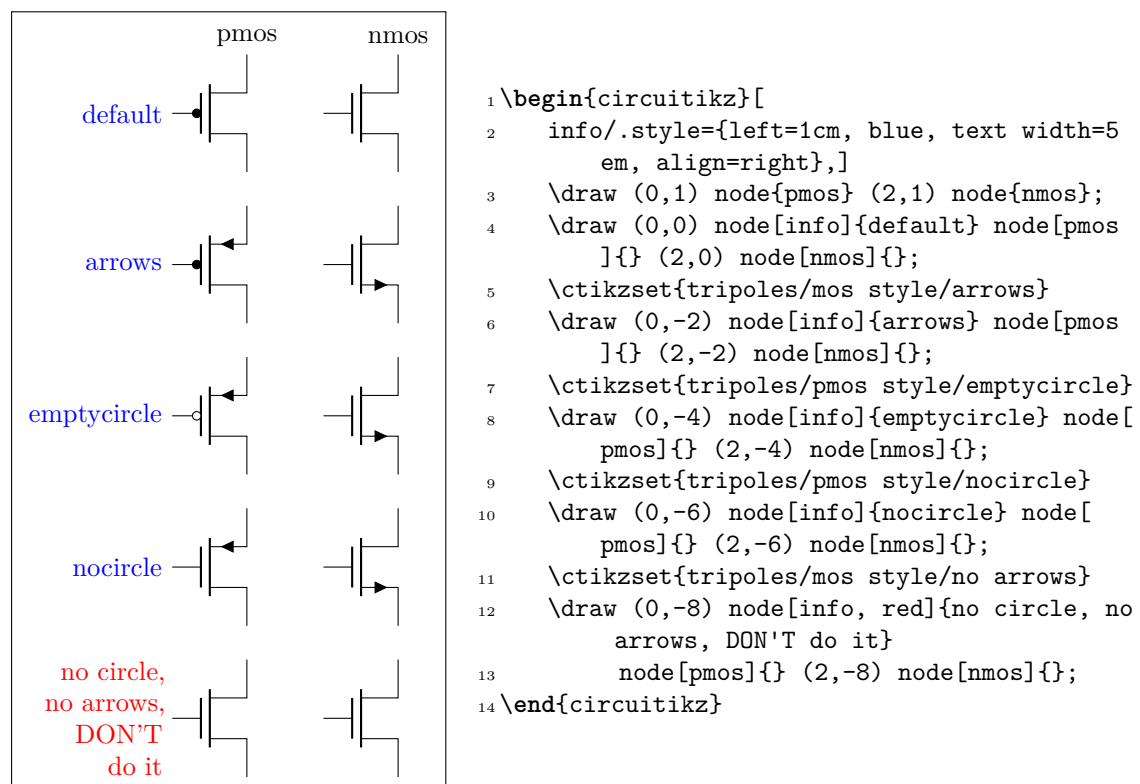 pmos nmos
default
arrows
emptycircle
nocircle
no circle,
no arrows,
DON'T
do it
1 \begin{circuitikz}[
2 info/.style={left=1cm, blue, text width=5
em, align=right},]
3 \draw (0,1) node{pmos} (2,1) node{nmos};
4 \draw (0,0) node[info]{default} node[pmos
]{} (2,0) node[nmos]{};
5 \ctikzset{tripoles/mos style/arrows}
6 \draw (0,-2) node[info]{arrows} node[pmos
]{} (2,-2) node[nmos]{};
7 \ctikzset{tripoles/pmos style/emptycircle}
8 \draw (0,-4) node[info]{emptycircle} node[
pmos]{} (2,-4) node[nmos]{};
9 \ctikzset{tripoles/pmos style/nocircle}
10 \draw (0,-6) node[info]{nocircle} node[
pmos]{} (2,-6) node[nmos]{};
11 \ctikzset{tripoles/mos style/no arrows}
12 \draw (0,-8) node[info, red]{no circle, no
arrows, DON'T do it}
13 node[pmos]{} (2,-8) node[nmos]{};
14 \end{circuitikz}